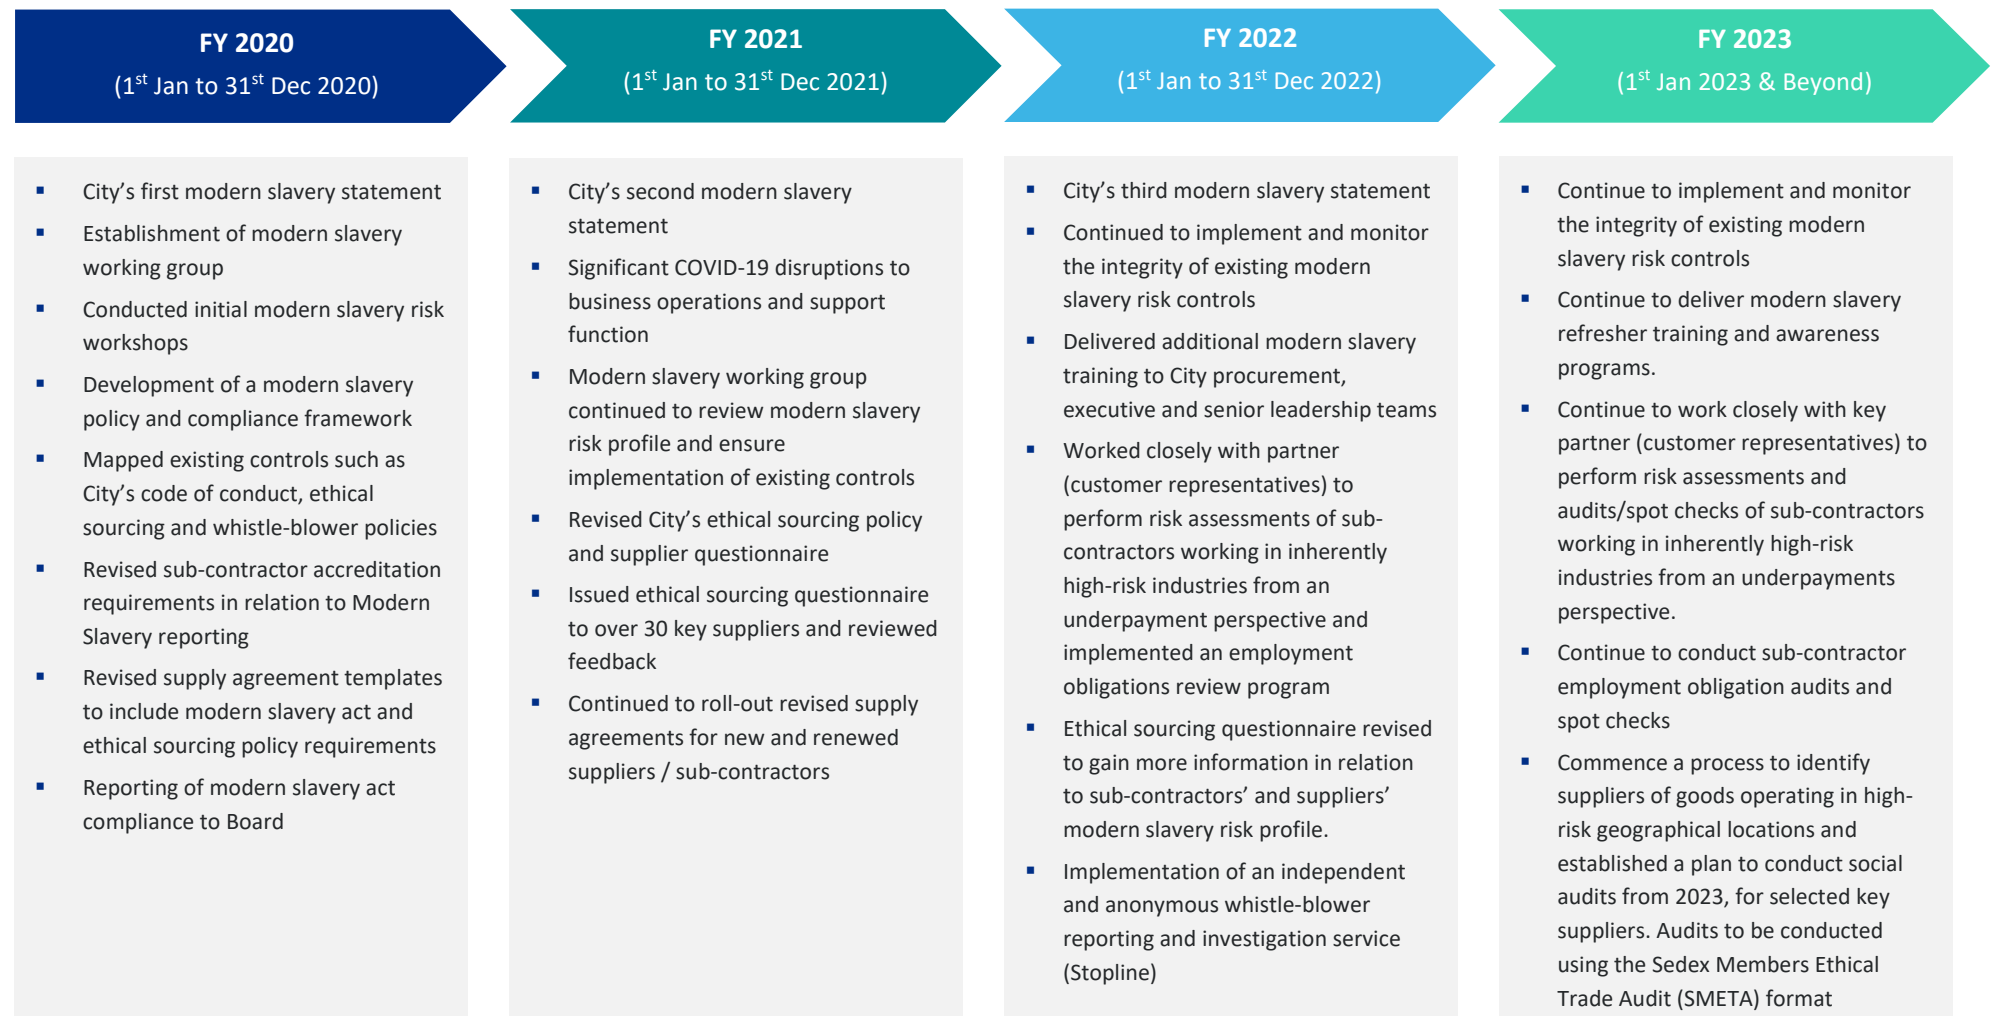 FY 2020
(1st Jan to 31st Dec 2020)
▪ City’s first modern slavery statement
▪ Establishment of modern slavery
working group
▪ Conducted initial modern slavery risk
workshops
▪ Development of a modern slavery
policy and compliance framework
▪ Mapped existing controls such as
City’s code of conduct, ethical
sourcing and whistle-blower policies
▪ Revised sub-contractor accreditation
requirements in relation to Modern
Slavery reporting
▪ Revised supply agreement templates
to include modern slavery act and
ethical sourcing policy requirements
▪ Reporting of modern slavery act
compliance to Board
FY 2021
(1st Jan to 31st Dec 2021)
▪ City’s second modern slavery
statement
▪ Significant COVID-19 disruptions to
business operations and support
function
▪ Modern slavery working group
continued to review modern slavery
risk profile and ensure
implementation of existing controls
▪ Revised City’s ethical sourcing policy
and supplier questionnaire
▪ Issued ethical sourcing questionnaire
to over 30 key suppliers and reviewed
feedback
▪ Continued to roll-out revised supply
agreements for new and renewed
suppliers / sub-contractors
FY 2022
(1st Jan to 31st Dec 2022)
▪ City’s third modern slavery statement
▪ Continued to implement and monitor
the integrity of existing modern
slavery risk controls
▪ Delivered additional modern slavery
training to City procurement,
executive and senior leadership teams
▪ Worked closely with partner
(customer representatives) to
perform risk assessments of sub-
contractors working in inherently
high-risk industries from an
underpayment perspective and
implemented an employment
obligations review program
▪ Ethical sourcing questionnaire revised
to gain more information in relation
to sub-contractors’ and suppliers’
modern slavery risk profile.
▪ Implementation of an independent
and anonymous whistle-blower
reporting and investigation service
(Stopline)
FY 2023
(1st Jan 2023 & Beyond)
▪ Continue to implement and monitor
the integrity of existing modern
slavery risk controls
▪ Continue to deliver modern slavery
refresher training and awareness
programs.
▪ Continue to work closely with key
partner (customer representatives) to
perform risk assessments and
audits/spot checks of sub-contractors
working in inherently high-risk
industries from an underpayments
perspective.
▪ Continue to conduct sub-contractor
employment obligation audits and
spot checks
▪ Commence a process to identify
suppliers of goods operating in high-
risk geographical locations and
established a plan to conduct social
audits from 2023, for selected key
suppliers. Audits to be conducted
using the Sedex Members Ethical
Trade Audit (SMETA) format